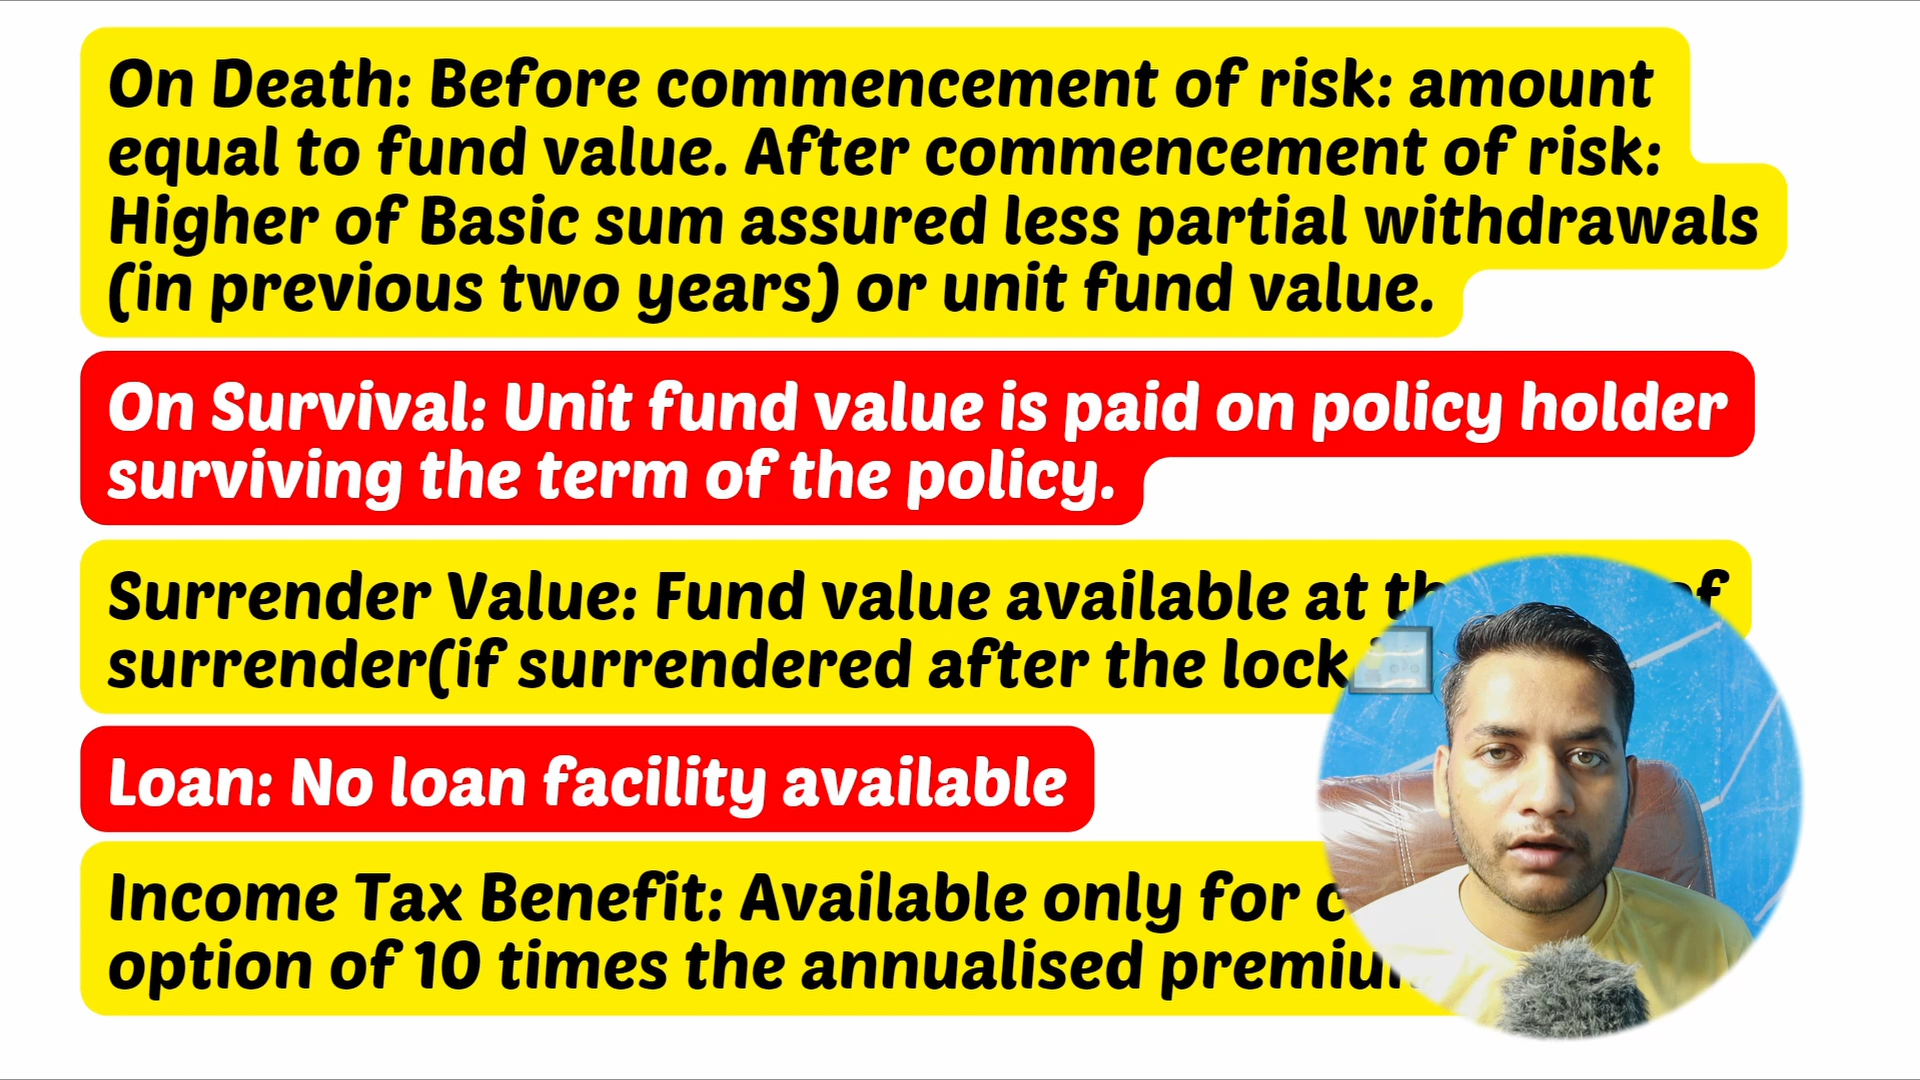 On Death: Before commencement of risk: amount
equal to fund value. After commencement of risk:
Higher of Basic sum assured less partial withdrawals
(in previous two years) or unit fund value.
On Survival: Unit fund value is paid on policy holder
surviving the term of the policy.
Surrender Value: Fund value available at of
surrender(if surrendered after the lock
Loan: No loan facility available
Income Tax Benefit: Available only for
option of 10 times the annualised